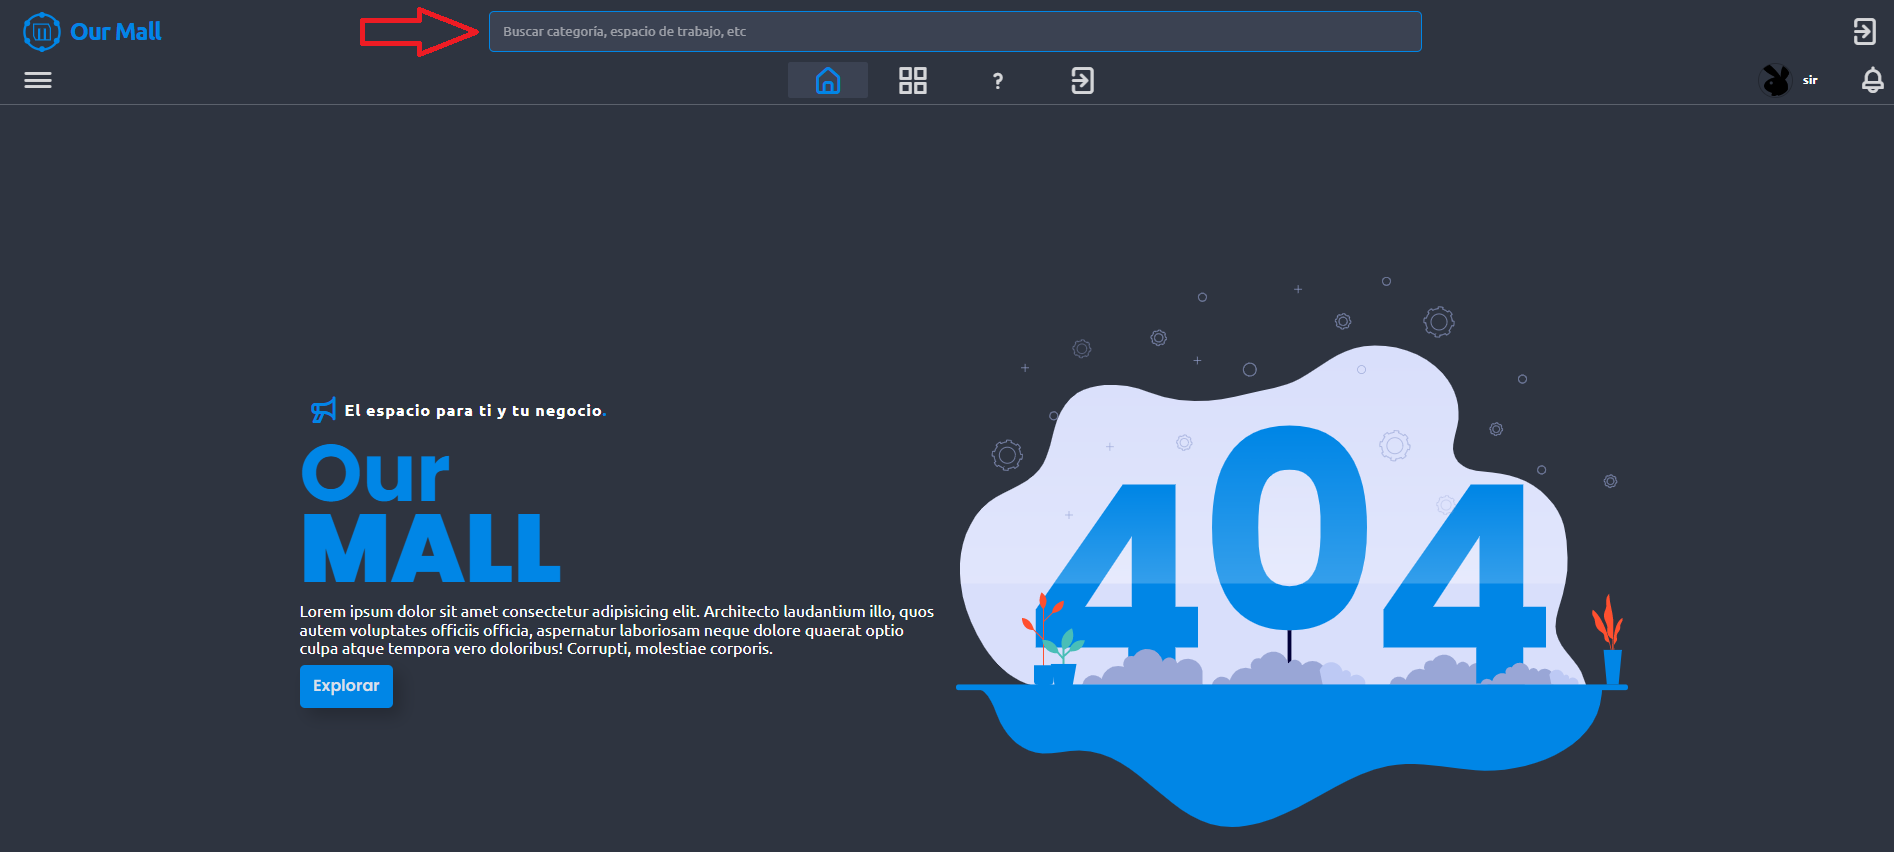 Our Mall
Buscar categoría, espacio de trabajo, etc
?
sir
El espacio para ti y tu negocio.
Our
MALL
Lorem ipsum dolor sit amet consectetur adipisicing elit. Architecto laudantium illo, quos
autem voluptates officiis officia, aspernatur laboriosam neque dolore quaerat optio
culpa atque tempora vero doloribus! Corrupti, molestiae corporis.
Explorar
404